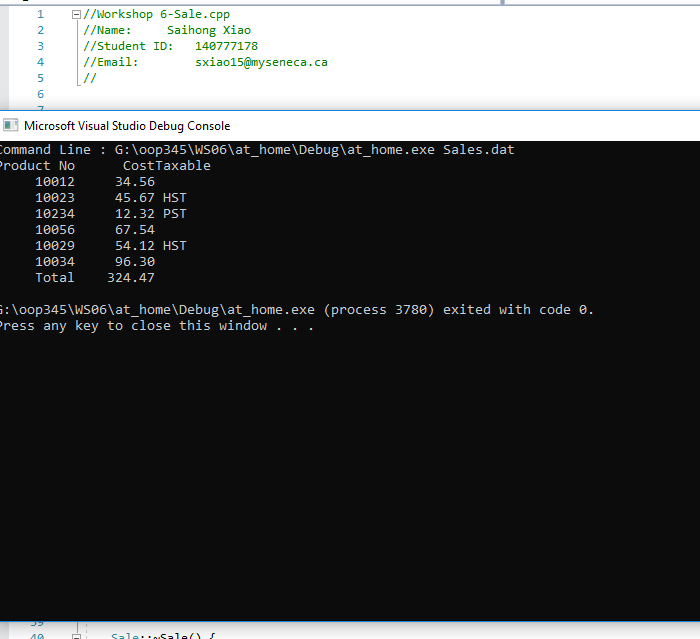 1 //Workshop 6-Sale.cpp
2 //Name: Saihong Xiao
3 //Student ID: 140777178
4 //Email: sxiao15@myseneca.ca
5 //
6
7
Microsoft Visual Studio Debug Console
Command Line : G:\oop345\WS06\at_home\Debug\at_home.exe Sales.dat
Product No CostTaxable
10012 34.56
10023 45.67 HST
10234 12.32 PST
10056 67.54
10029 54.12 HST
10034 96.30
Total 324.47
G:\oop345\WS06\at_home\Debug\at_home.exe (process 3780) exited with code 0.
Press any key to close this window . . .
39
40 Sale::~Sale() {